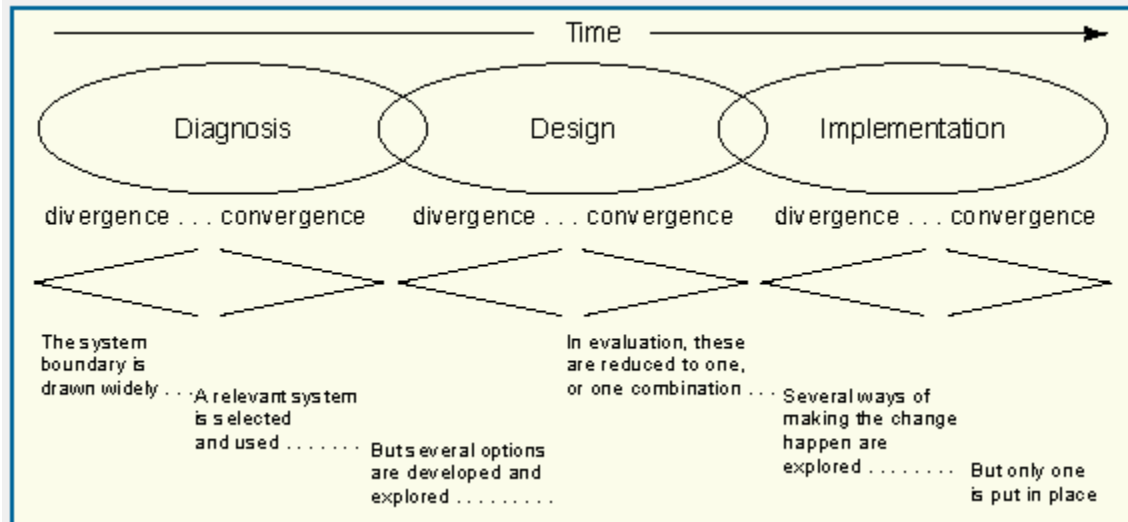 Time
Diagnosis
Design
Implementation
divergence . . . convergence
divergence . . . convergence
divergence . . . convergence
The system
boundary is
drawn widely . . .
A relevant system
is selected
and used . . . . . . .
But several options
are developed and
explored . . . . . . . . .
In evaluation, these
are reduced to one,
or one combination . . .
Several ways of
making the change
happen are
explored . . . . . . . .
But only one
is put in place